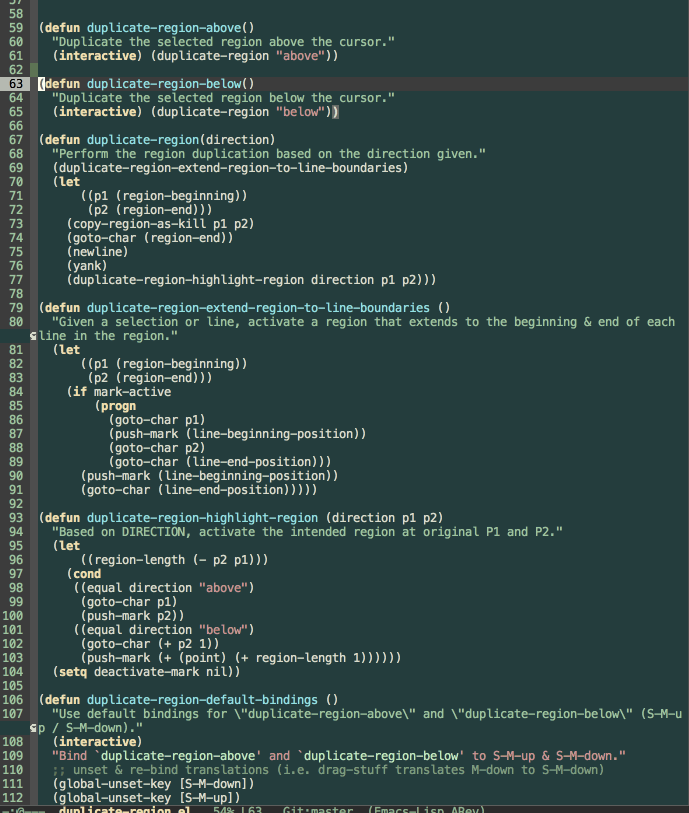 57
58
59 (defun duplicate-region-above()
60   "Duplicate the selected region above the cursor."
61   (interactive) (duplicate-region "above"))
62
63 (defun duplicate-region-below()
64   "Duplicate the selected region below the cursor."
65   (interactive) (duplicate-region "below"))
66
67 (defun duplicate-region(direction)
68   "Perform the region duplication based on the direction given."
69   (duplicate-region-extend-region-to-line-boundaries)
70   (let
71       ((p1 (region-beginning))
72        (p2 (region-end)))
73     (copy-region-as-kill p1 p2)
74     (goto-char (region-end))
75     (newline)
76     (yank)
77     (duplicate-region-highlight-region direction p1 p2)))
78
79 (defun duplicate-region-extend-region-to-line-boundaries ()
80   "Given a selection or line, activate a region that extends to the beginning & end of each
line in the region."
81   (let
82       ((p1 (region-beginning))
83        (p2 (region-end)))
84     (if mark-active
85         (progn
86           (goto-char p1)
87           (push-mark (line-beginning-position))
88           (goto-char p2)
89           (goto-char (line-end-position)))
90       (push-mark (line-beginning-position))
91       (goto-char (line-end-position)))))
92
93 (defun duplicate-region-highlight-region (direction p1 p2)
94   "Based on DIRECTION, activate the intended region at original P1 and P2."
95   (let
96       ((region-length (- p2 p1)))
97     (cond
98      ((equal direction "above")
99       (goto-char p1)
100       (push-mark p2))
101      ((equal direction "below")
102       (goto-char (+ p2 1))
103       (push-mark (+ (point) (+ region-length 1))))))
104   (setq deactivate-mark nil))
105
106 (defun duplicate-region-default-bindings ()
107   "Use default bindings for \"duplicate-region-above\" and \"duplicate-region-below\" (S-M-u
p / S-M-down)."
108   (interactive)
109   "Bind `duplicate-region-above' and `duplicate-region-below' to S-M-up & S-M-down."
110   ;; unset & re-bind translations (i.e. drag-stuff translates M-down to S-M-down)
111   (global-unset-key [S-M-down])
112   (global-unset-key [S-M-up])
-:@--- duplicate-region.el 54% L63 Git:master (Emacs-Lisp ARev)